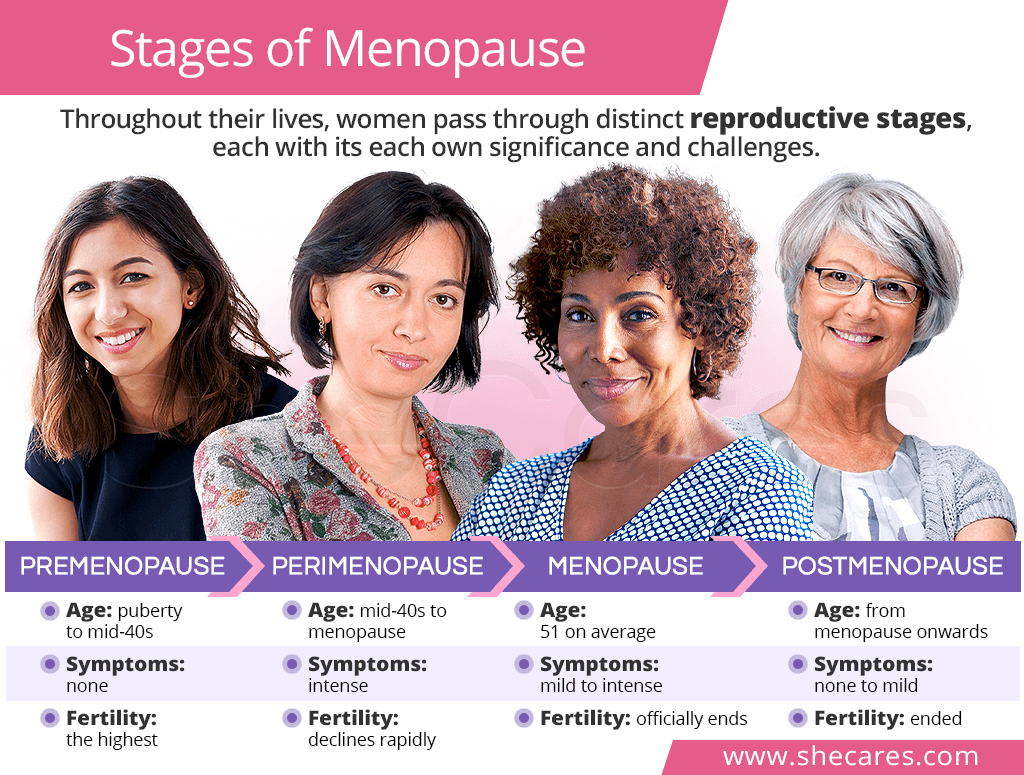 Stages of Menopause
Throughout their lives, women pass through distinct reproductive stages,
each with its each own significance and challenges.
SheCares
PREMENOPAUSE
Age: puberty
to mid-40s
Symptoms:
none
Fertility:
the highest
PERIMENOPAUSE
Age: mid-40s to
menopause
Symptoms:
intense
Fertility:
declines rapidly
MENOPAUSE
Age:
51 on average
Symptoms:
mild to intense
Fertility: officially ends
POSTMENOPAUSE
Age: from
menopause onwards
Symptoms:
none to mild
Fertility: ended
www.shecares.com